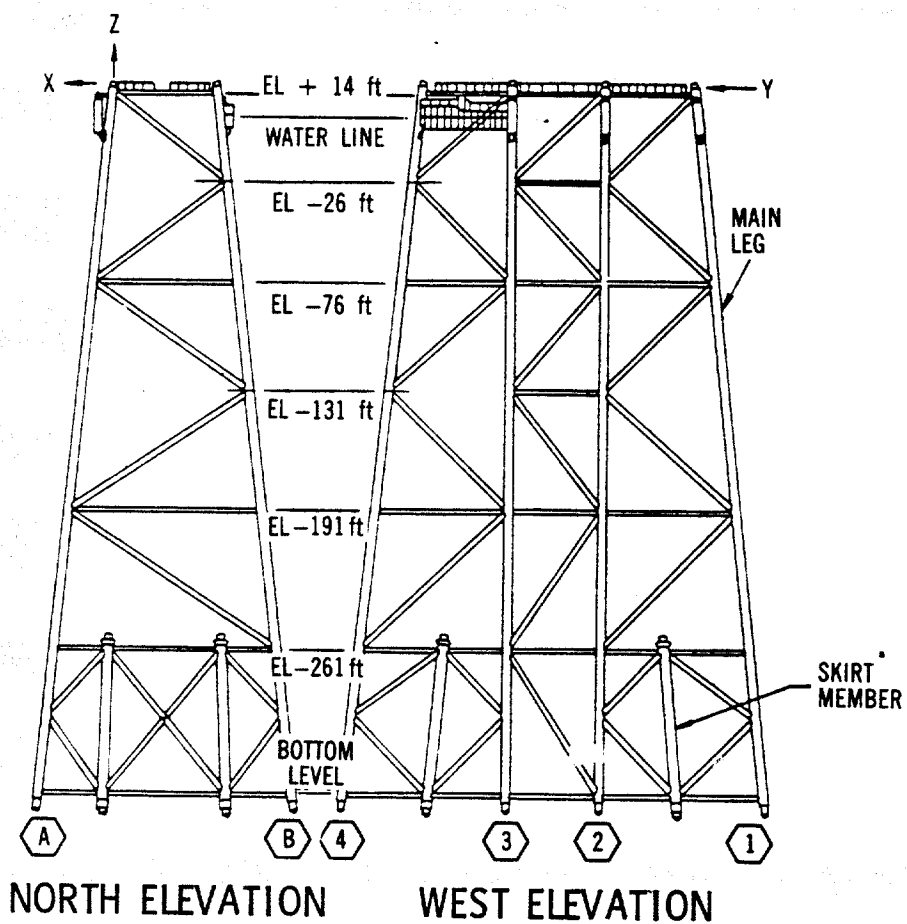 Z
X
EL + 14 ft
Y
WATER LINE
EL -26 ft
MAIN
LEG
EL -76 ft
EL -131 ft
EL -191 ft
EL-261 ft
SKIRT
MEMBER
BOTTOM
LEVEL
A
B
4
3
2
1
NORTH ELEVATION
WEST ELEVATION